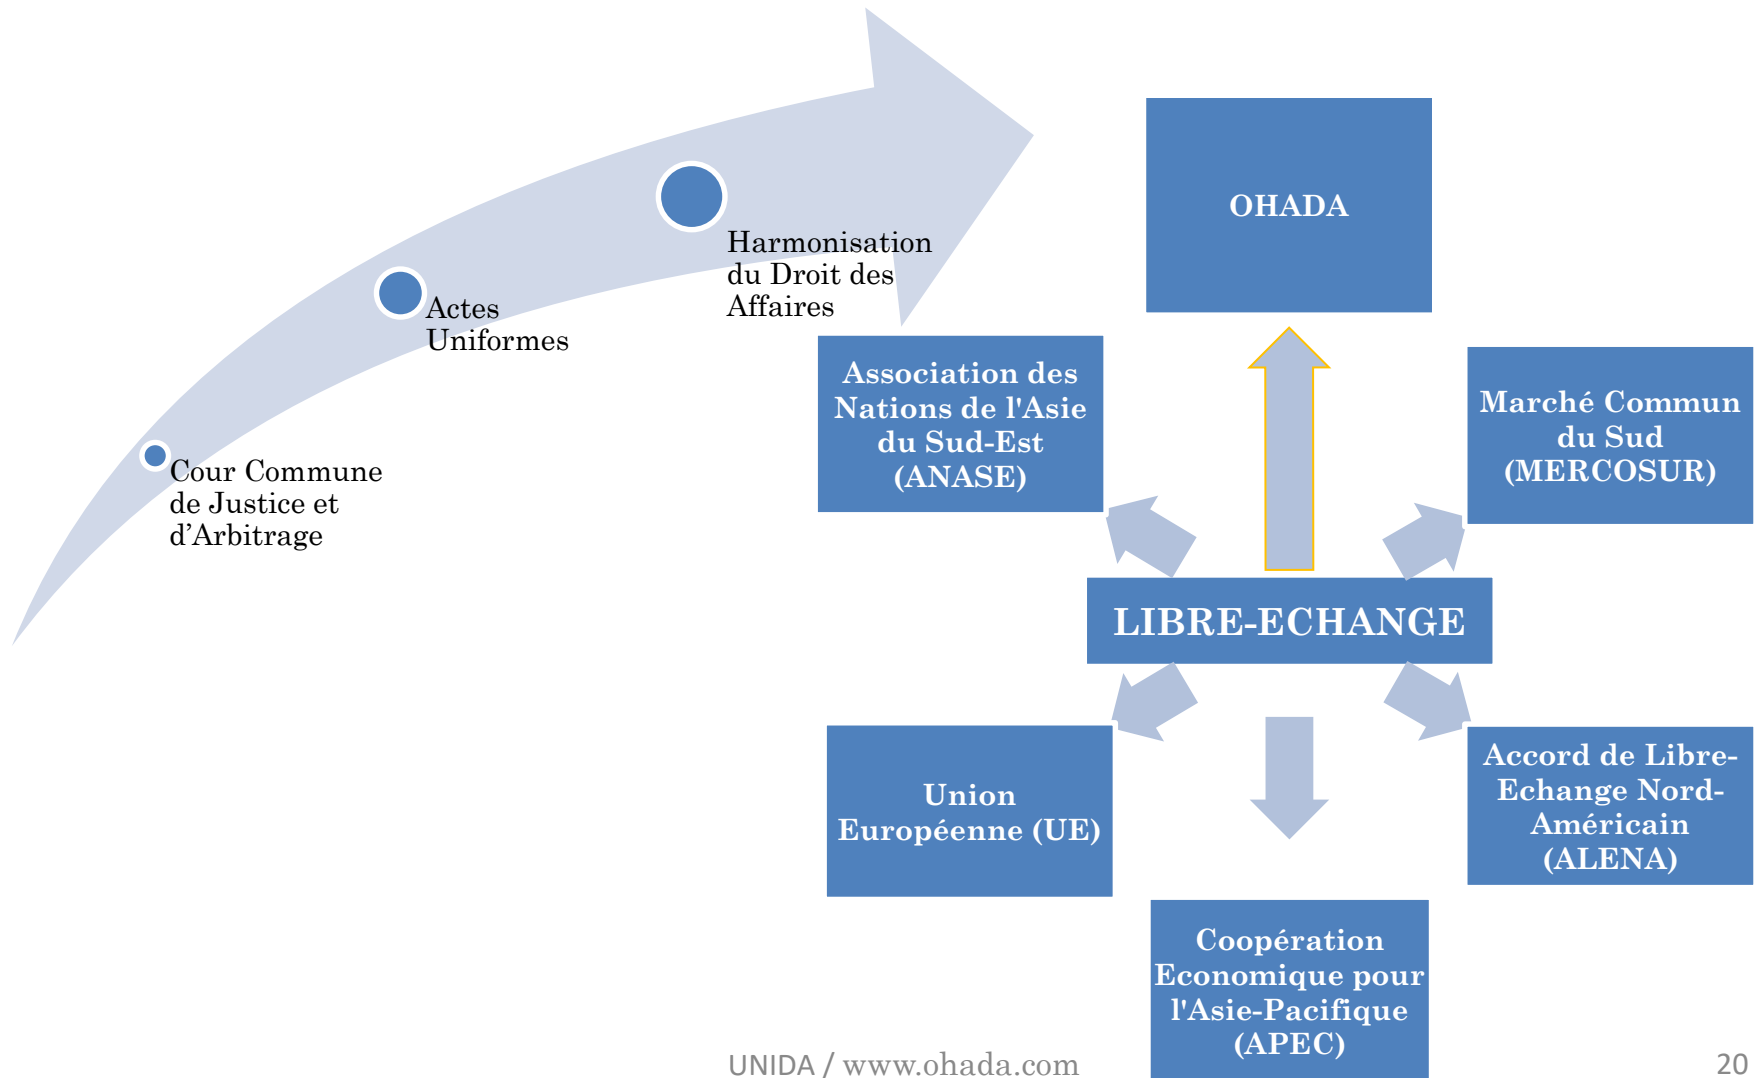 Harmonisation
du Droit des
Affaires
Actes
Uniformes
Cour Commune
de Justice et
d’Arbitrage
OHADA
Association des
Nations de l'Asie
du Sud-Est
(ANASE)
Marché Commun
du Sud
(MERCOSUR)
LIBRE-ECHANGE
Union
Européenne (UE)
Accord de Libre-
Echange Nord-
Américain
(ALENA)
Coopération
Economique pour
l'Asie-Pacifique
(APEC)
UNIDA / www.ohada.com
20